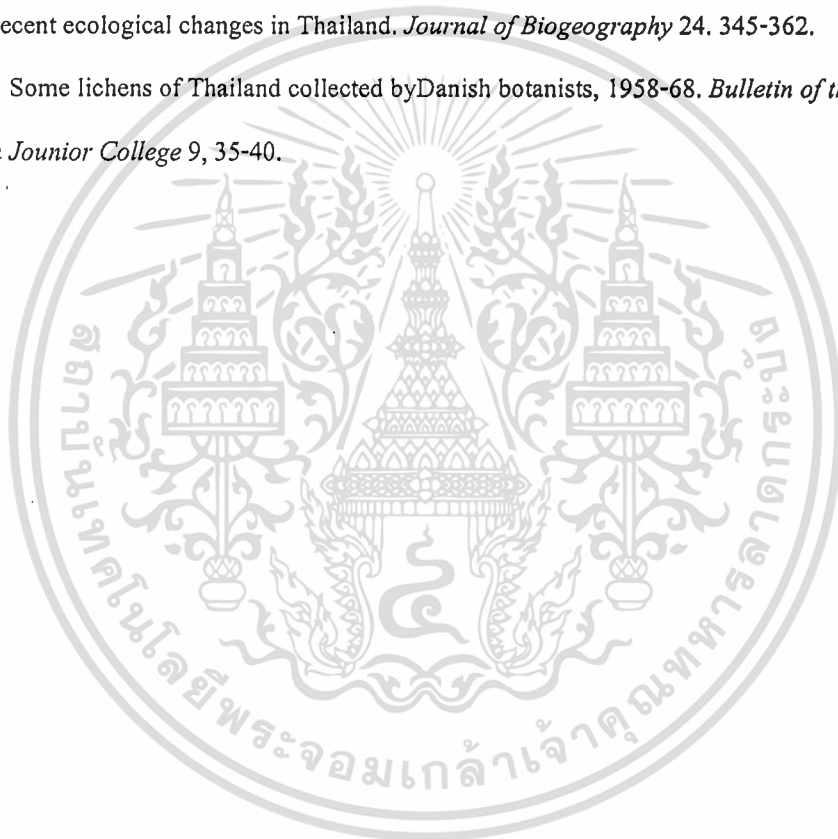 ecent ecological changes in Thailand. Journal of Biogeography 24. 345-362.
Some lichens of Thailand collected byDanish botanists, 1958-68. Bulletin of t
Jounior College 9, 35-40.
๔
สถาบันเทคโนโลยีพระจอมเกล้าเจ้าคุณทหารลาดกระบัง